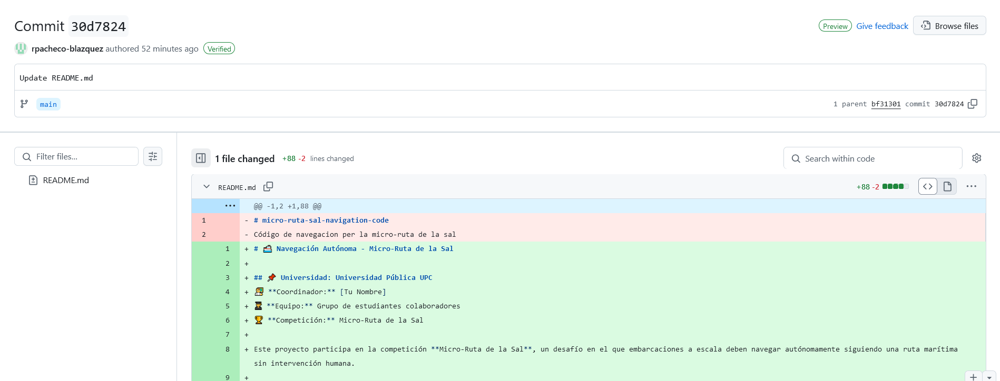 Commit 30d7824
Preview Give feedback Browse files
rpacheco-blazquez authored 52 minutes ago Verified
Update README.md
main 1 parent bf31301 commit 30d7824
Filter files...
README.md
1 file changed +88 -2 lines changed
Search within code
README.md +88 -2
@@ -1,2 +1,88 @@
1 - # micro-ruta-sal-navigation-code
2 - Código de navegacion per la micro-ruta de la sal
1 + # 🚢 Navegación Autónoma - Micro-Ruta de la Sal
2 +
3 + ## 📌 Universidad: Universidad Pública UPC
4 + 👨‍🏫 **Coordinador:** [Tu Nombre]
5 + 👨‍🎓 **Equipo:** Grupo de estudiantes colaboradores
6 + 🏆 **Competición:** Micro-Ruta de la Sal
7 +
8 + Este proyecto participa en la competición **Micro-Ruta de la Sal**, un desafío en el que embarcaciones a escala deben navegar autónomamente siguiendo una ruta marítima
sin intervención humana.
9 +